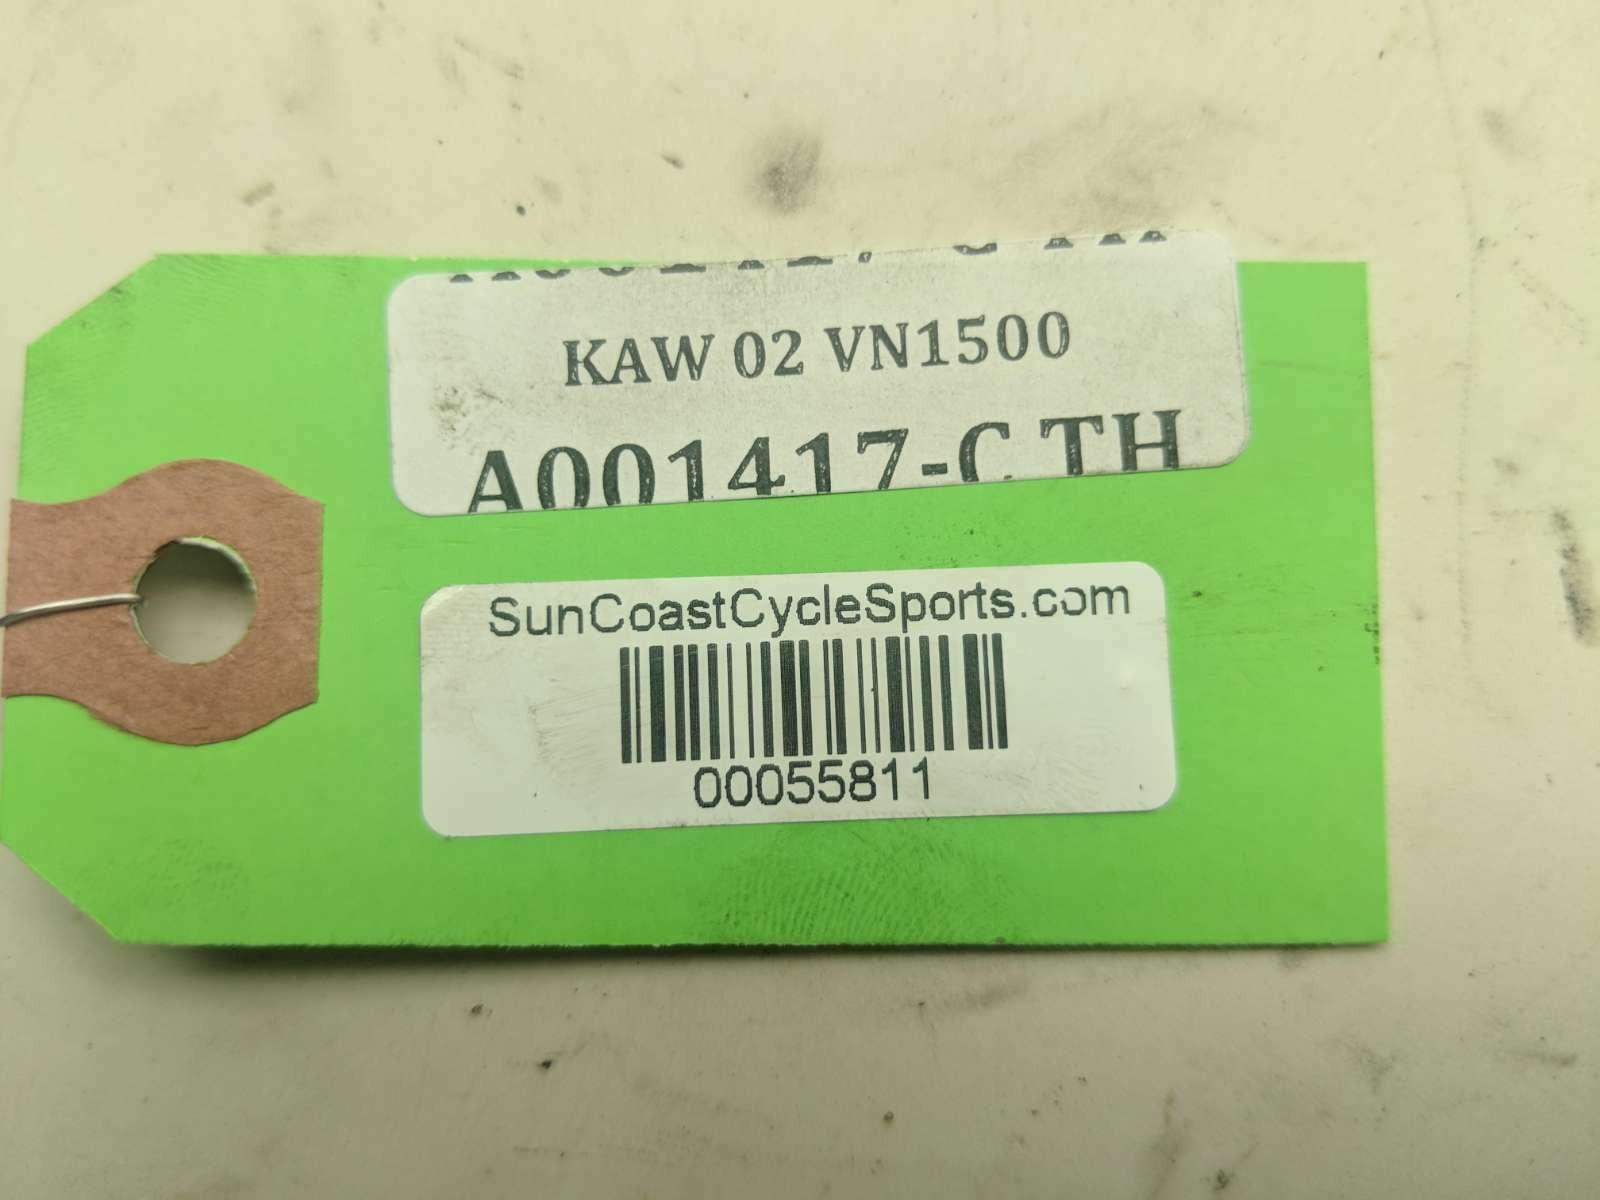 KAW 02 VN1500
A001417-C TH
SunCoastCycleSports.com
00055811